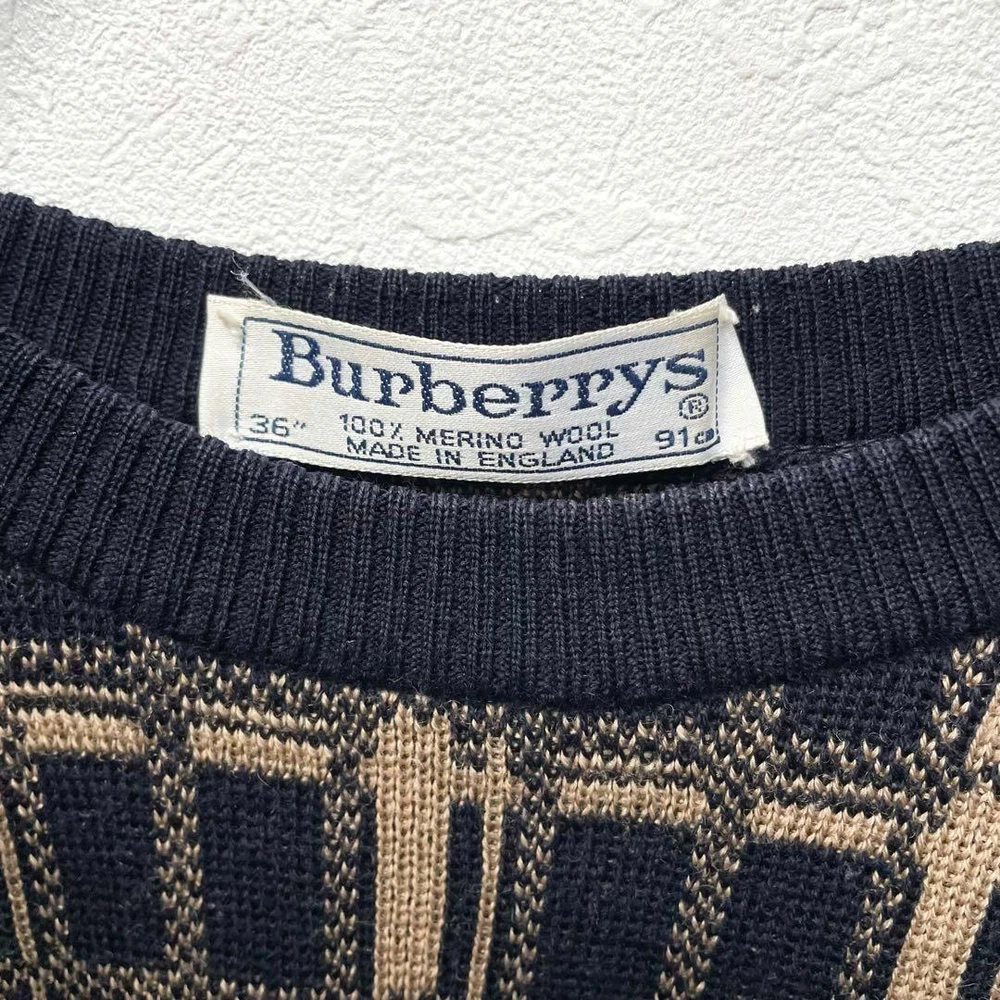 Burberrys ®
36" 100% MERINO WOOL 91cm
MADE IN ENGLAND